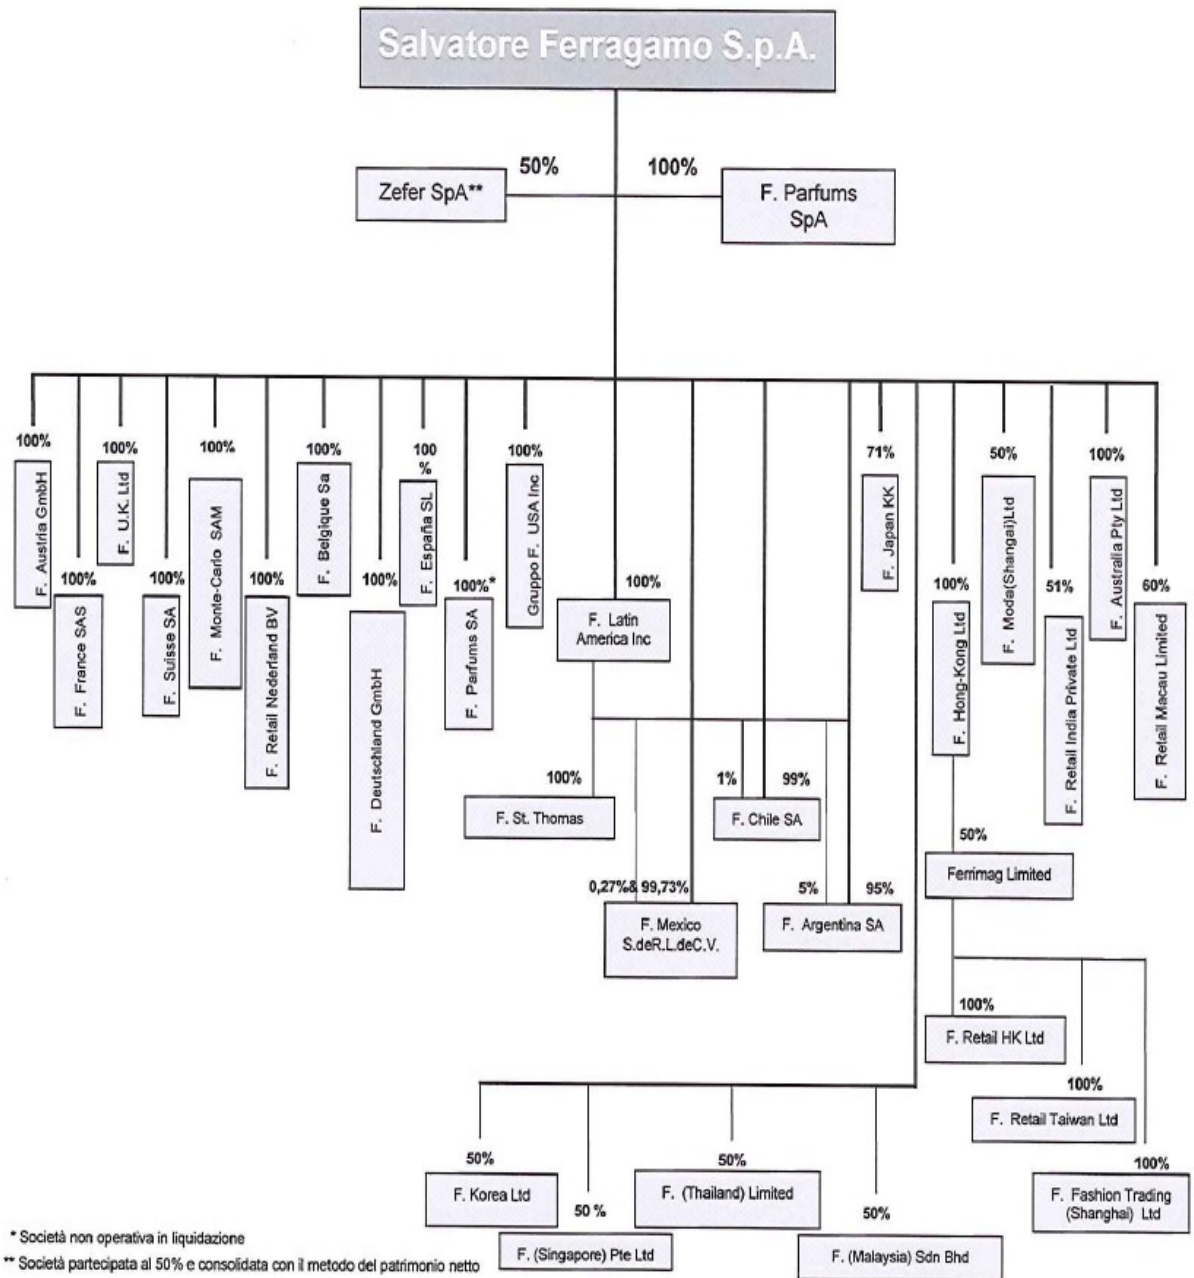 Salvatore Ferragamo S.p.A.
50%
100%
Zefer SpA**
F. Parfums
SpA
100%
F. Austria GmbH
100%
F. France SAS
100%
F. U.K. Ltd
100%
F. Suisse SA
100%
F. Monte-Carlo SAM
100%
F. Retail Nederland BV
100%
F. Belgique Sa
100%
F. Deutschland GmbH
100
%
F. España SL
100%*
F. Parfums SA
100%
Gruppo F. USA Inc
100%
F. Latin
America Inc
71%
F. Japan KK
100%
F. Hong-Kong Ltd
50%
F. Moda(Shangai)Ltd
51%
F. Retail India Private Ltd
100%
F. Australia Pty Ltd
60%
F. Retail Macau Limited
100%
F. St. Thomas
1%
99%
F. Chile SA
0,27%& 99,73%
F. Mexico
S.deR.L.deC.V.
5%
95%
F. Argentina SA
50%
Ferrimag Limited
100%
F. Retail HK Ltd
100%
F. Retail Taiwan Ltd
100%
F. Fashion Trading
(Shanghai) Ltd
50%
F. Korea Ltd
50 %
F. (Singapore) Pte Ltd
50%
F. (Thailand) Limited
50%
F. (Malaysia) Sdn Bhd
* Società non operativa in liquidazione
** Società partecipata al 50% e consolidata con il metodo del patrimonio netto